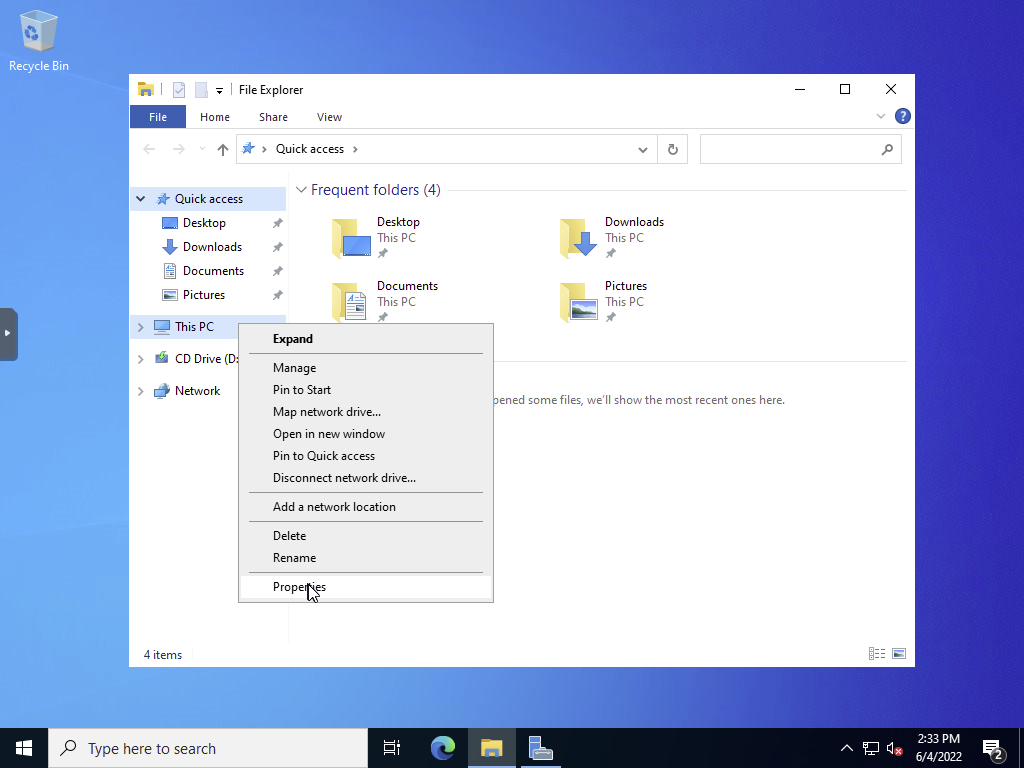 Recycle Bin
File Explorer
File
Home
Share
View
Quick access
Quick access
Desktop
Downloads
Documents
Pictures
This PC
CD Drive (D:
Network
Frequent folders (4)
Desktop
This PC
Downloads
This PC
Documents
This PC
Pictures
This PC
pened some files, we'll show the most recent ones here.
Expand
Manage
Pin to Start
Map network drive...
Open in new window
Pin to Quick access
Disconnect network drive...
Add a network location
Delete
Rename
Properties
4 items
Type here to search
2:33 PM
6/4/2022
2